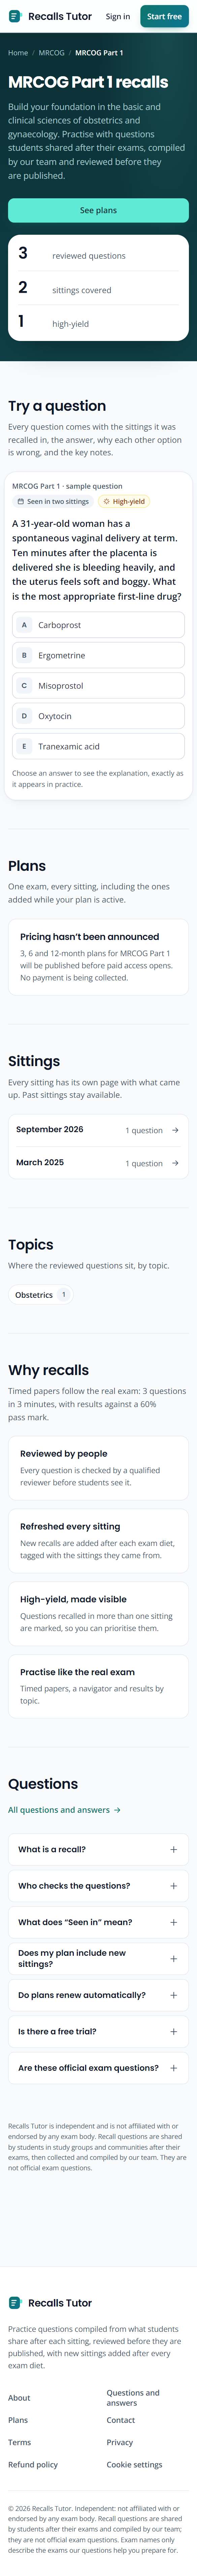 Recalls Tutor
Sign in
Start free
Home / MRCOG / MRCOG Part 1
MRCOG Part 1 recalls
Build your foundation in the basic and
clinical sciences of obstetrics and
gynaecology. Practise with questions
students shared after their exams, compiled
by our team and reviewed before they
are published.
See plans
3 reviewed questions
2 sittings covered
1 high-yield
Try a question
Every question comes with the sittings it was
recalled in, the answer, why each other option
is wrong, and the key notes.
MRCOG Part 1 · sample question
Seen in two sittings
High-yield
A 31-year-old woman has a
spontaneous vaginal delivery at term.
Ten minutes after the placenta is
delivered she is bleeding heavily, and
the uterus feels soft and boggy. What
is the most appropriate first-line drug?
A Carboprost
B Ergometrine
C Misoprostol
D Oxytocin
E Tranexamic acid
Choose an answer to see the explanation, exactly as
it appears in practice.
Plans
One exam, every sitting, including the ones
added while your plan is active.
Pricing hasn’t been announced
3, 6 and 12-month plans for MRCOG Part 1
will be published before paid access opens.
No payment is being collected.
Sittings
Every sitting has its own page with what came
up. Past sittings stay available.
September 2026 1 question →
March 2025 1 question →
Topics
Where the reviewed questions sit, by topic.
Obstetrics 1
Why recalls
Timed papers follow the real exam: 3 questions
in 3 minutes, with results against a 60%
pass mark.
Reviewed by people
Every question is checked by a qualified
reviewer before students see it.
Refreshed every sitting
New recalls are added after each exam diet,
tagged with the sittings they came from.
High-yield, made visible
Questions recalled in more than one sitting
are marked, so you can prioritise them.
Practise like the real exam
Timed papers, a navigator and results by
topic.
Questions
All questions and answers →
What is a recall?
Who checks the questions?
What does “Seen in” mean?
Does my plan include new
sittings?
Do plans renew automatically?
Is there a free trial?
Are these official exam questions?
Recalls Tutor is independent and is not affiliated with or
endorsed by any exam body. Recall questions are shared
by students in study groups and communities after their
exams, then collected and compiled by our team. They are
not official exam questions.
Recalls Tutor
Practice questions compiled from what students
share after each sitting, reviewed before they are
published, with new sittings added after every
exam diet.
About
Questions and
answers
Plans
Contact
Terms
Privacy
Refund policy
Cookie settings
© 2026 Recalls Tutor. Independent: not affiliated with or
endorsed by any exam body. Recall questions are shared
by students after their exams and compiled by our team;
they are not official exam questions. Exam names only
describe the exams our questions help you prepare for.